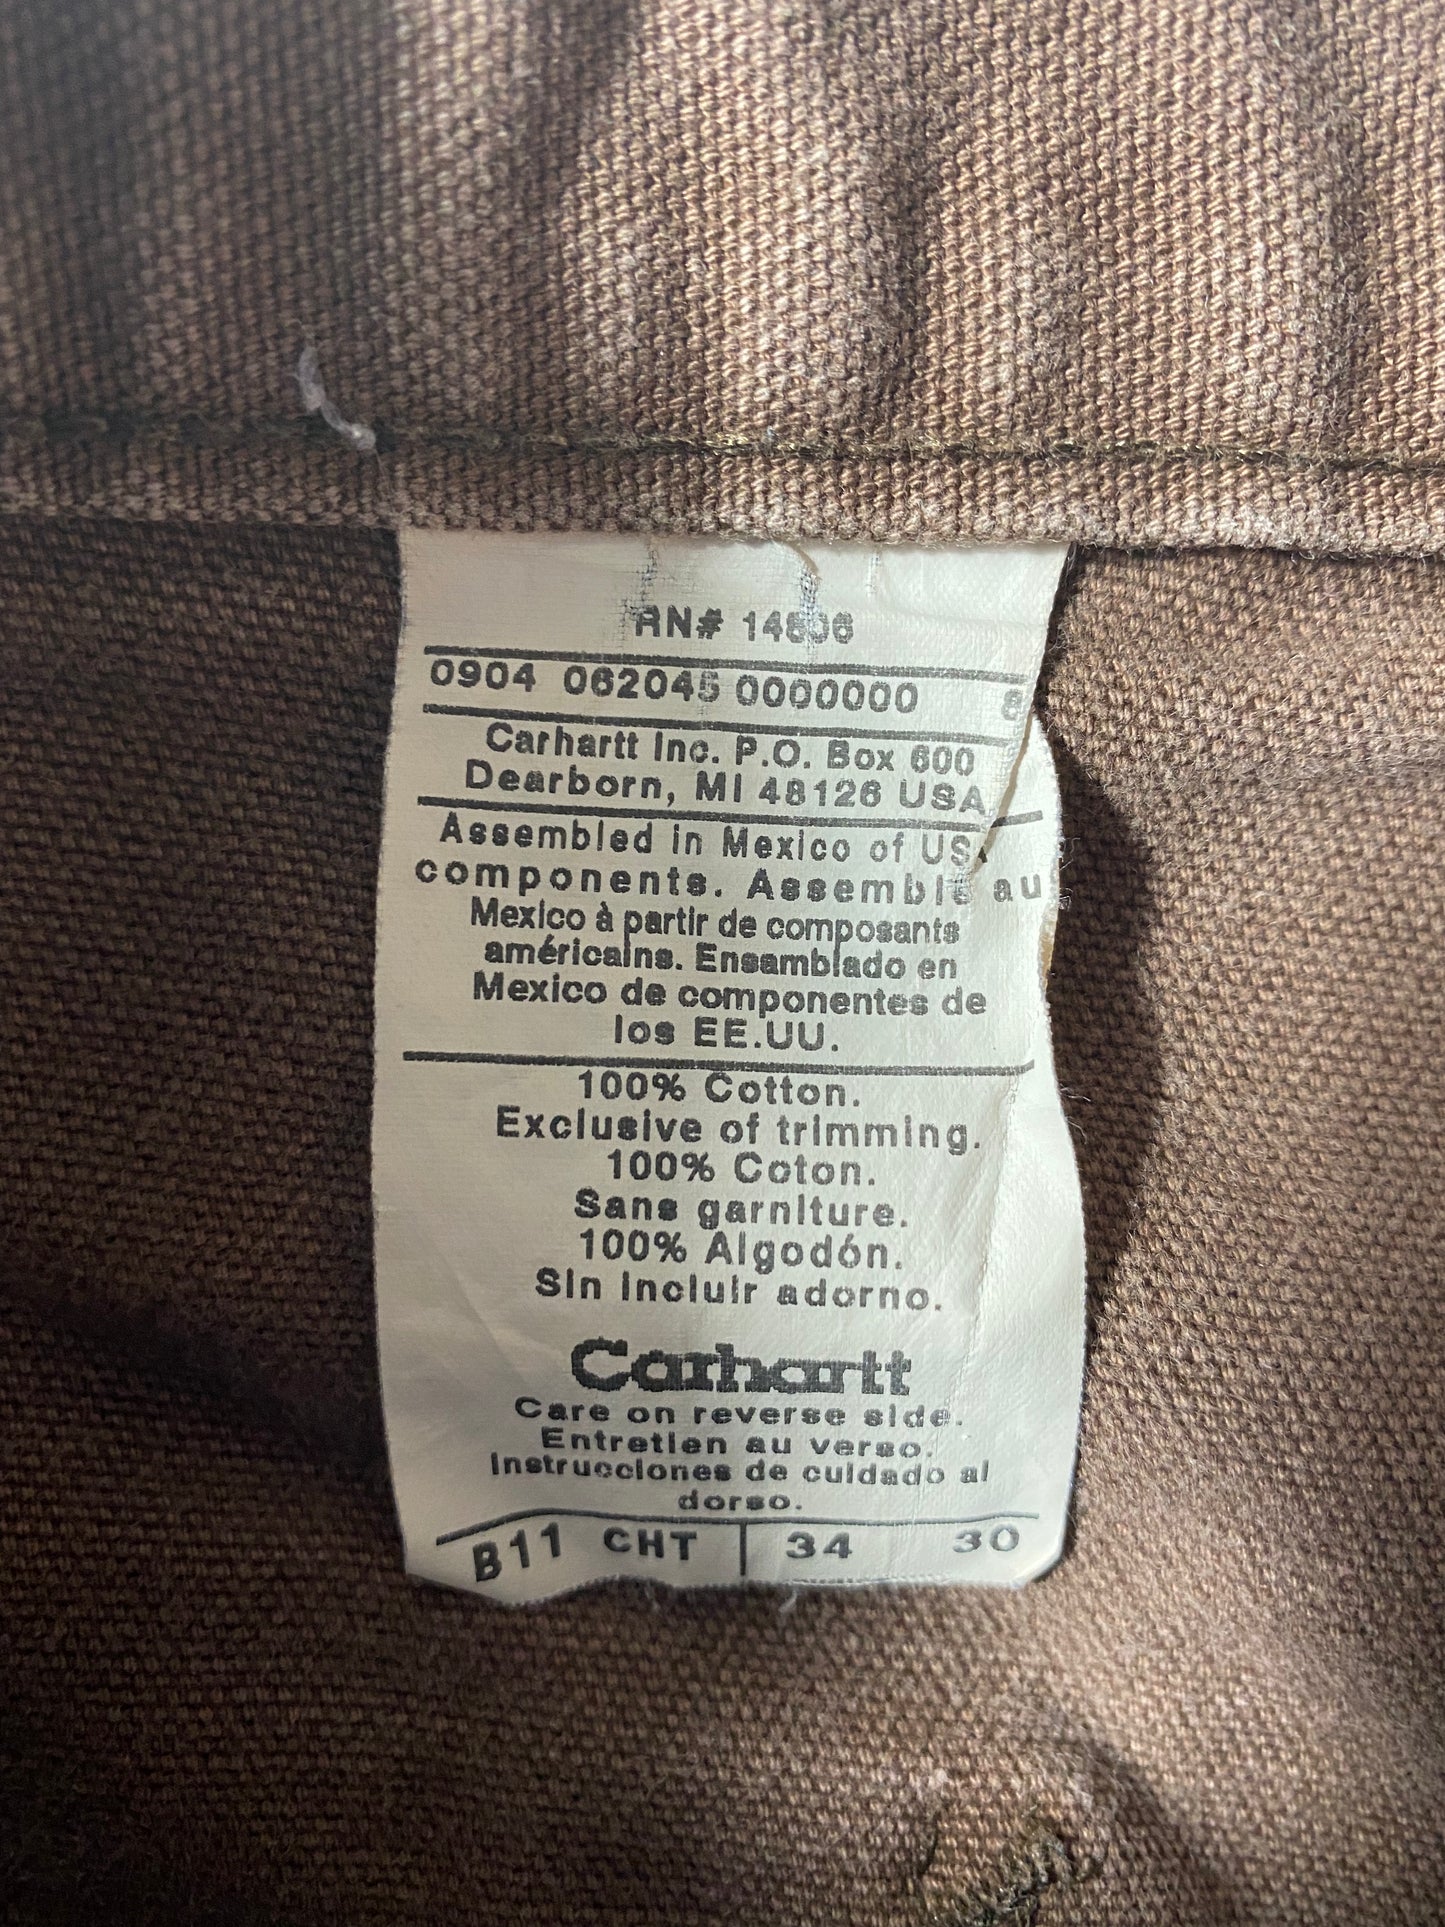 RN# 14806
0904 062045 0000000 8
Carhartt Inc. P.O. Box 600
Dearborn, MI 48126 USA
Assembled in Mexico of US
components. Assemblé au
Mexico à partir de composants
américains. Ensamblado en
Mexico de componentes de
los EE.UU.
100% Cotton.
Exclusive of trimming.
100% Coton.
Sans garniture.
100% Algodón.
Sin incluir adorno.
Carhartt
Care on reverse side.
Entretien au verso.
Instrucciones de cuidado al
dorso.
B11 CHT | 34 30